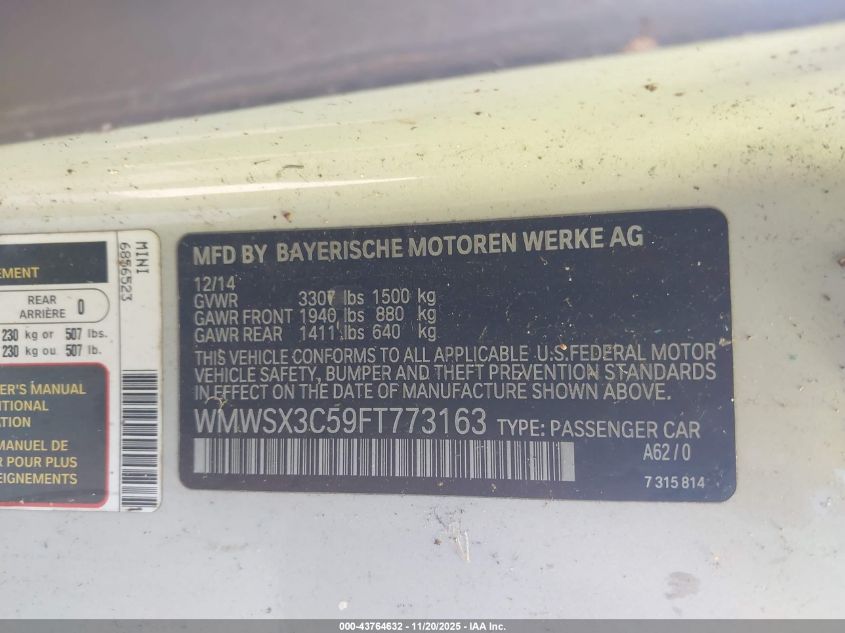 EMENT
REAR
ARRIÈRE 0
230 kg or 507 lbs.
230 kg ou 507 lb.
ER'S MANUAL
ITIONAL
ATION
MANUEL DE
R POUR PLUS
EIGNEMENTS
MINI
6856523
MFD BY BAYERISCHE MOTOREN WERKE AG
12/14
GVWR 3307 lbs 1500 kg
GAWR FRONT 1940 lbs 880 kg
GAWR REAR 1411 lbs 640 kg
THIS VEHICLE CONFORMS TO ALL APPLICABLE U.S.FEDERAL MOTOR
VEHICLE SAFETY, BUMPER AND THEFT PREVENTION STANDARDS
IN EFFECT ON THE DATE OF MANUFACTURE SHOWN ABOVE.
WMWSX3C59FT773163 TYPE: PASSENGER CAR
A62/0
7 315 814
000-43764632 - 11/20/2025 - IAA Inc.